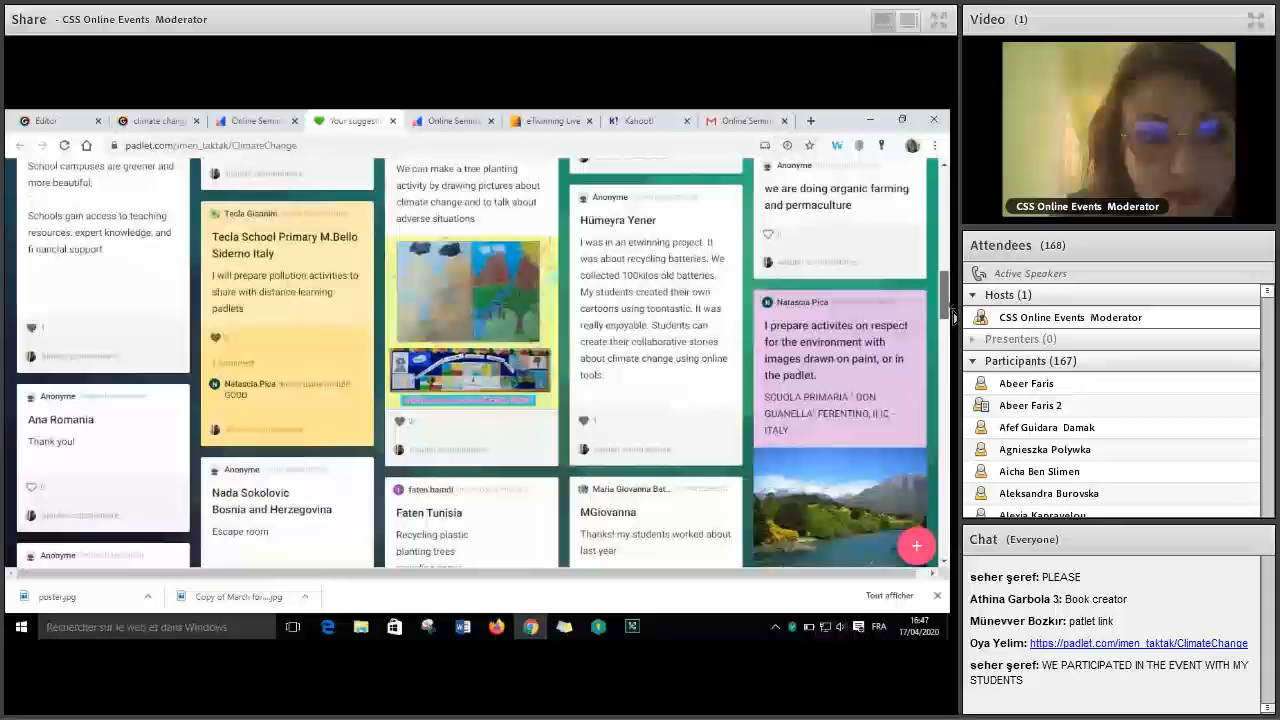 Share - CSS Online Events Moderator
Editor
climate chang
Online Semin
Your suggesti
Online Semin
eTwinning Live
Kahoot!
Gmail Online Semin
padlet.com/imen_taktak/ClimateChange
School campuses are greener and
more beautiful;
Schools gain access to teaching
resources, expert knowledge, and
financial support
1
Anonyme
Ana Romania
Thank you!
0
Anonyme
Tecla Giannini
Tecla School Primary M.Bello
Siderno Italy
I will prepare pollution activities to
share with distance learning
padlets
Natascia Pica
GOOD
Anonyme
Nada Sokolovic
Bosnia and Herzegovina
Escape room
We can make a tree planting
activity by drawing pictures about
climate change and to talk about
adverse situations
2
faten hamdi
Faten Tunisia
Recycling plastic
planting trees
Anonyme
Hümeyra Yener
I was in an etwinning project. It
was about recycling batteries. We
collected 100kilos old batteries.
My students created their own
cartoons using toontastic. It was
really enjoyable. Students can
create their collaborative stories
about climate change using online
tools.
1
Maria Giovanna Bat...
MGiovanna
Thanks! my students worked about
last year
Anonyme
we are doing organic farming
and permaculture
Natascia Pica
I prepare activites on respect
for the environment with
images drawn on paint, or in
the padlet.
SCUOLA PRIMARIA " DON
GUANELLA" FERENTINO, II IC -
ITALY
poster.jpg
Copy of March for....jpg
Tout afficher
Rechercher sur le web et dans Windows
FRA
16:47
17/04/2020
Video (1)
CSS Online Events Moderator
Attendees (168)
Active Speakers
Hosts (1)
CSS Online Events Moderator
Presenters (0)
Participants (167)
Abeer Faris
Abeer Faris 2
Afef Guidara Damak
Agnieszka Polywka
Aicha Ben Slimen
Aleksandra Burovska
Alexia Kapravelou
Chat (Everyone)
seher şeref: PLEASE
Athina Garbola 3: Book creator
Münevver Bozkır: patlet link
Oya Yelim: https://padlet.com/imen_taktak/ClimateChange
seher şeref: WE PARTICIPATED IN THE EVENT WITH MY
STUDENTS